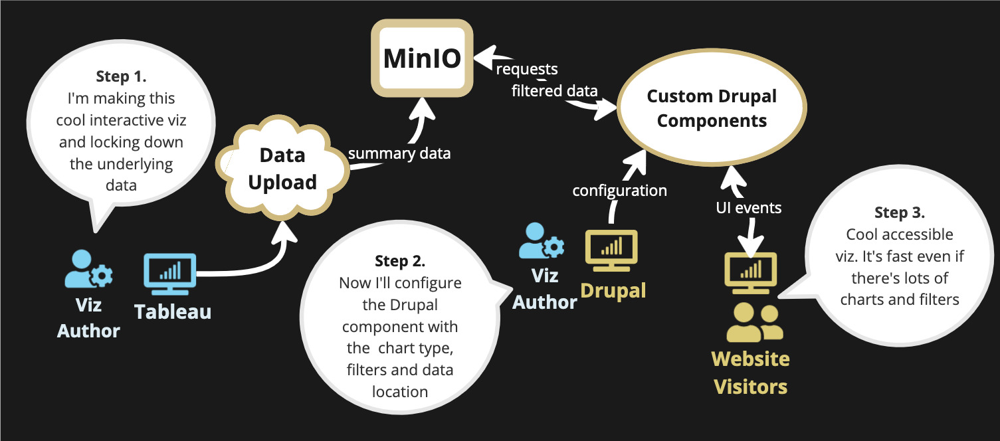 Step 1.
I'm making this
cool interactive viz
and locking down
the underlying
data
Viz
Author
Tableau
Data
Upload
summary data
MinIO
requests
filtered data
Custom Drupal
Components
Step 2.
Now I'll configure
the Drupal
component with
the  chart type,
filters and data
location
Viz
Author
Drupal
configuration
UI events
Step 3.
Cool accessible
viz. It's fast even if
there's lots of
charts and filters
Website
Visitors